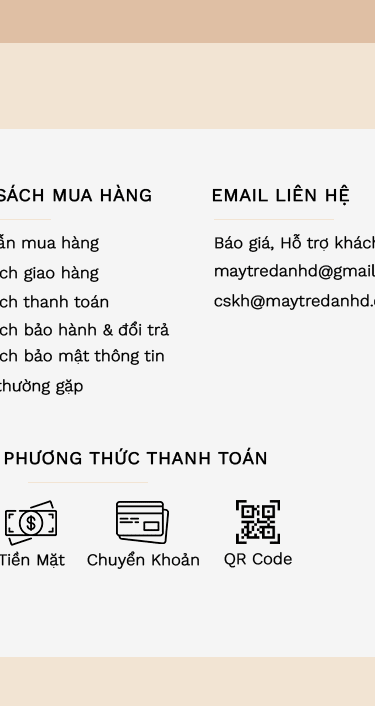 SÁCH MUA HÀNG
ẫn mua hàng
ch giao hàng
ch thanh toán
ch bảo hành & đổi trả
ch bảo mật thông tin
thường gặp
EMAIL LIÊN HỆ
Báo giá, Hỗ trợ khách
maytredanhd@gmail
cskh@maytredanhd.
PHƯƠNG THỨC THANH TOÁN
Tiền Mặt
Chuyển Khoản
QR Code